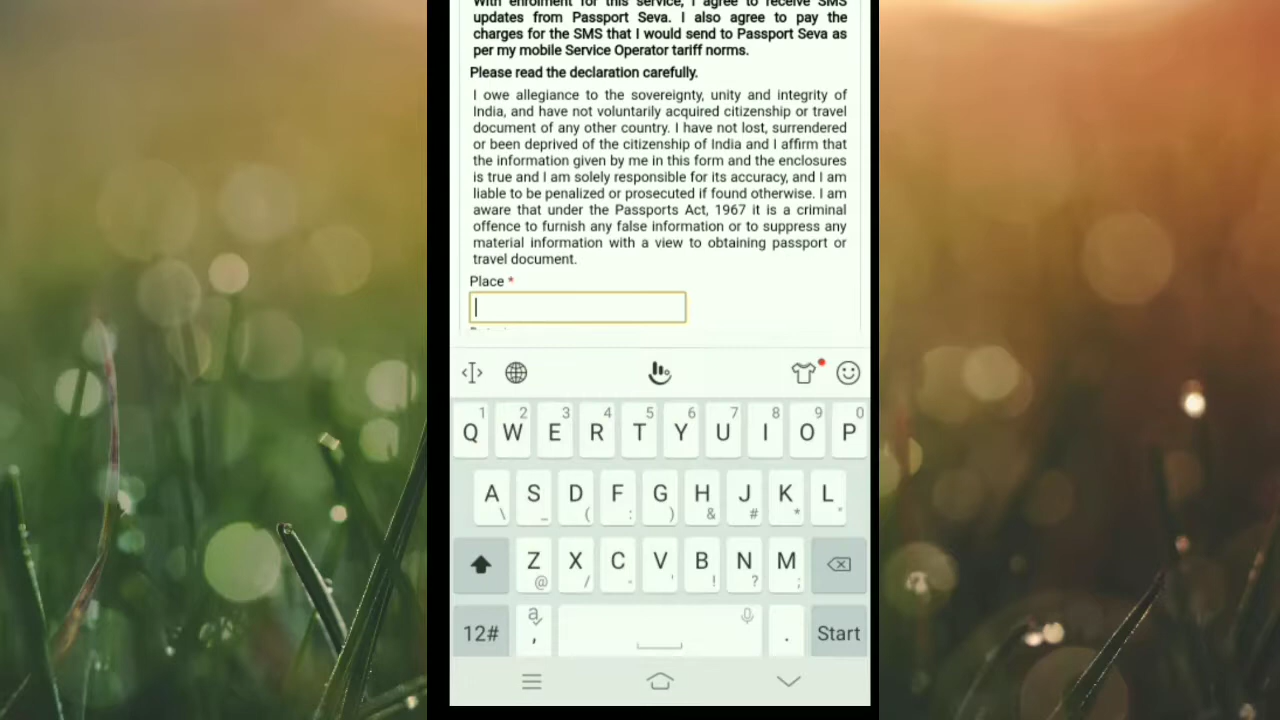 With enrolment for this service, I agree to receive SMS
updates from Passport Seva. I also agree to pay the
charges for the SMS that I would send to Passport Seva as
per my mobile Service Operator tariff norms.
Please read the declaration carefully.
I owe allegiance to the sovereignty, unity and integrity of
India, and have not voluntarily acquired citizenship or travel
document of any other country. I have not lost, surrendered
or been deprived of the citizenship of India and I affirm that
the information given by me in this form and the enclosures
is true and I am solely responsible for its accuracy, and I am
liable to be penalized or prosecuted if found otherwise. I am
aware that under the Passports Act, 1967 it is a criminal
offence to furnish any false information or to suppress any
material information with a view to obtaining passport or
travel document.
Place *
1 2 3 4 5 6 7 8 9 0
Q W E R T Y U I O P
A S D F G H J K L
\ _ ( : ) & # * "
Z X C V B N M
@ / - ' ! ? ;
12# a , . Start